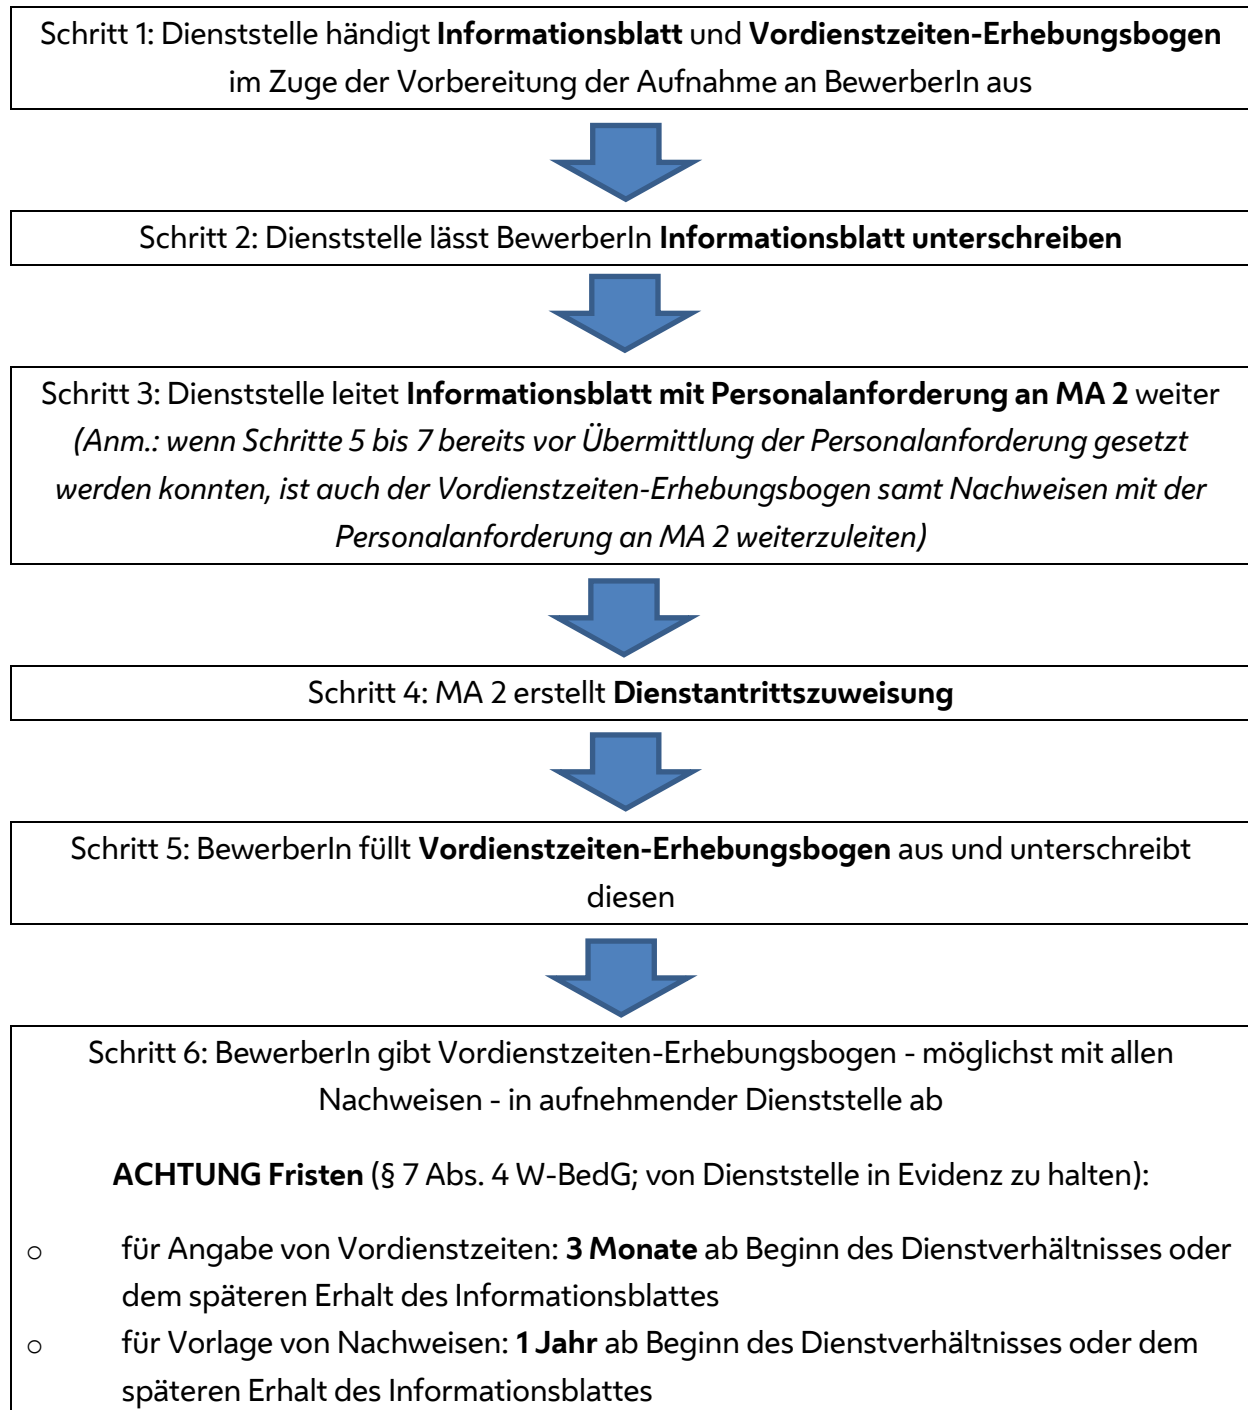 Schritt 1: Dienststelle händigt Informationsblatt und Vordienstzeiten-Erhebungsbogen
im Zuge der Vorbereitung der Aufnahme an BewerberIn aus
Schritt 2: Dienststelle lässt BewerberIn Informationsblatt unterschreiben
Schritt 3: Dienststelle leitet Informationsblatt mit Personalanforderung an MA 2 weiter
(Anm.: wenn Schritte 5 bis 7 bereits vor Übermittlung der Personalanforderung gesetzt
werden konnten, ist auch der Vordienstzeiten-Erhebungsbogen samt Nachweisen mit der
Personalanforderung an MA 2 weiterzuleiten)
Schritt 4: MA 2 erstellt Dienstantrittszuweisung
Schritt 5: BewerberIn füllt Vordienstzeiten-Erhebungsbogen aus und unterschreibt
diesen
Schritt 6: BewerberIn gibt Vordienstzeiten-Erhebungsbogen - möglichst mit allen
Nachweisen - in aufnehmender Dienststelle ab
ACHTUNG Fristen (§ 7 Abs. 4 W-BedG; von Dienststelle in Evidenz zu halten):
○ für Angabe von Vordienstzeiten: 3 Monate ab Beginn des Dienstverhältnisses oder
dem späteren Erhalt des Informationsblattes
○ für Vorlage von Nachweisen: 1 Jahr ab Beginn des Dienstverhältnisses oder dem
späteren Erhalt des Informationsblattes